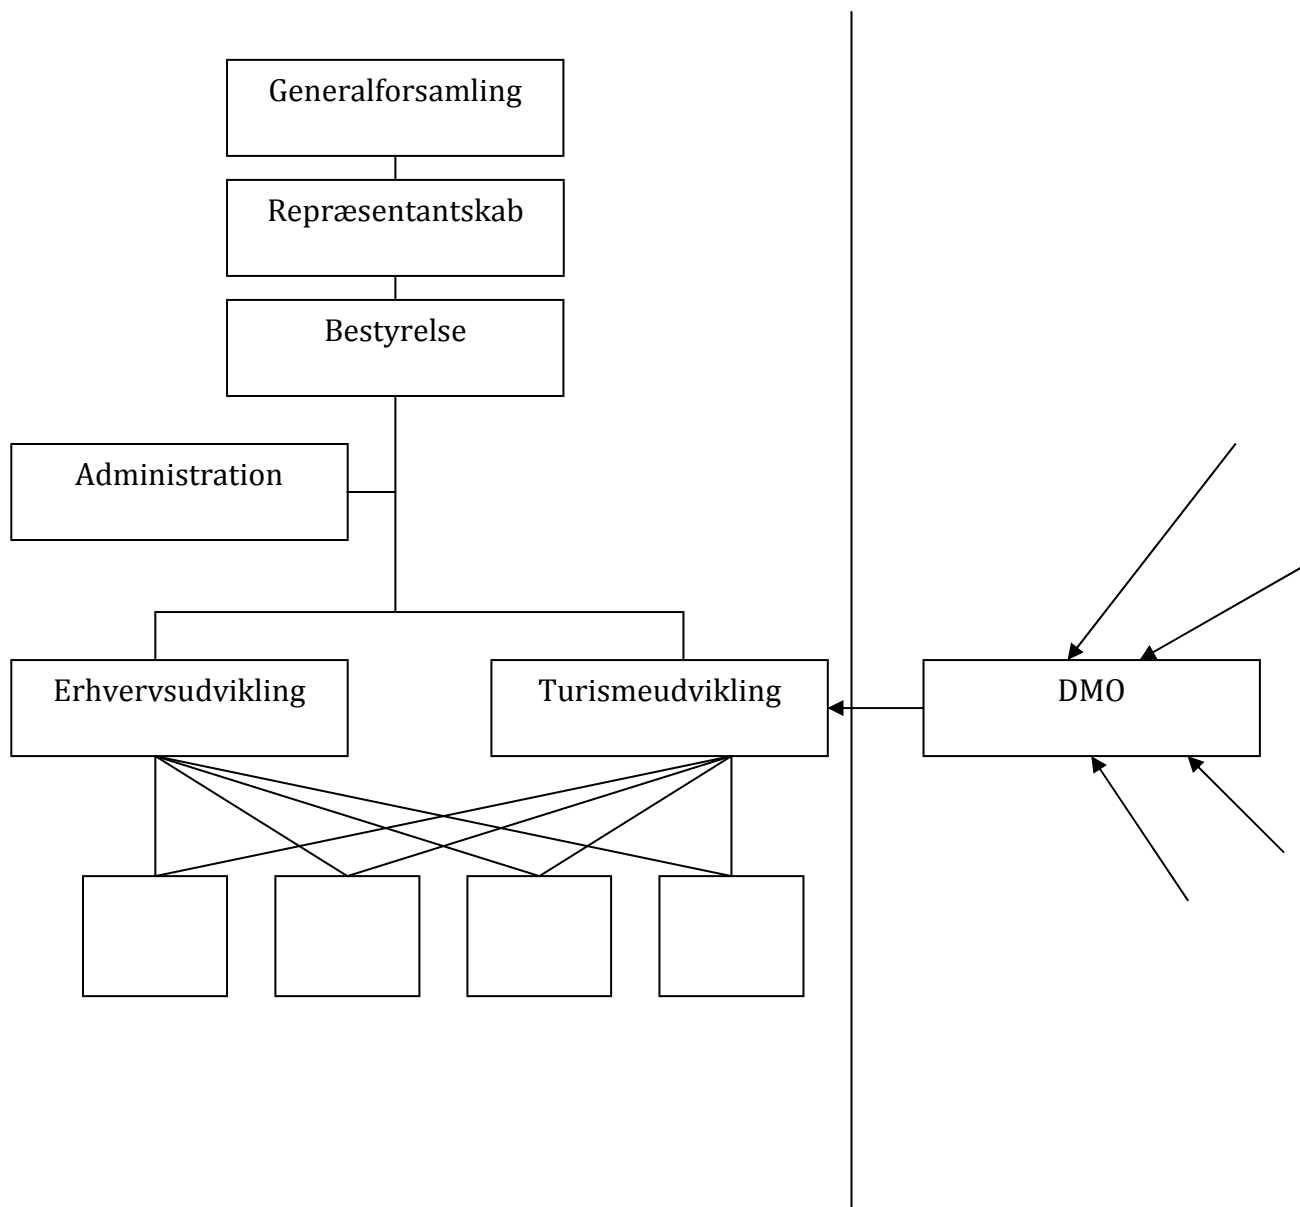 Generalforsamling
Repræsentantskab
Bestyrelse
Administration
Erhvervsudvikling
Turismeudvikling
DMO